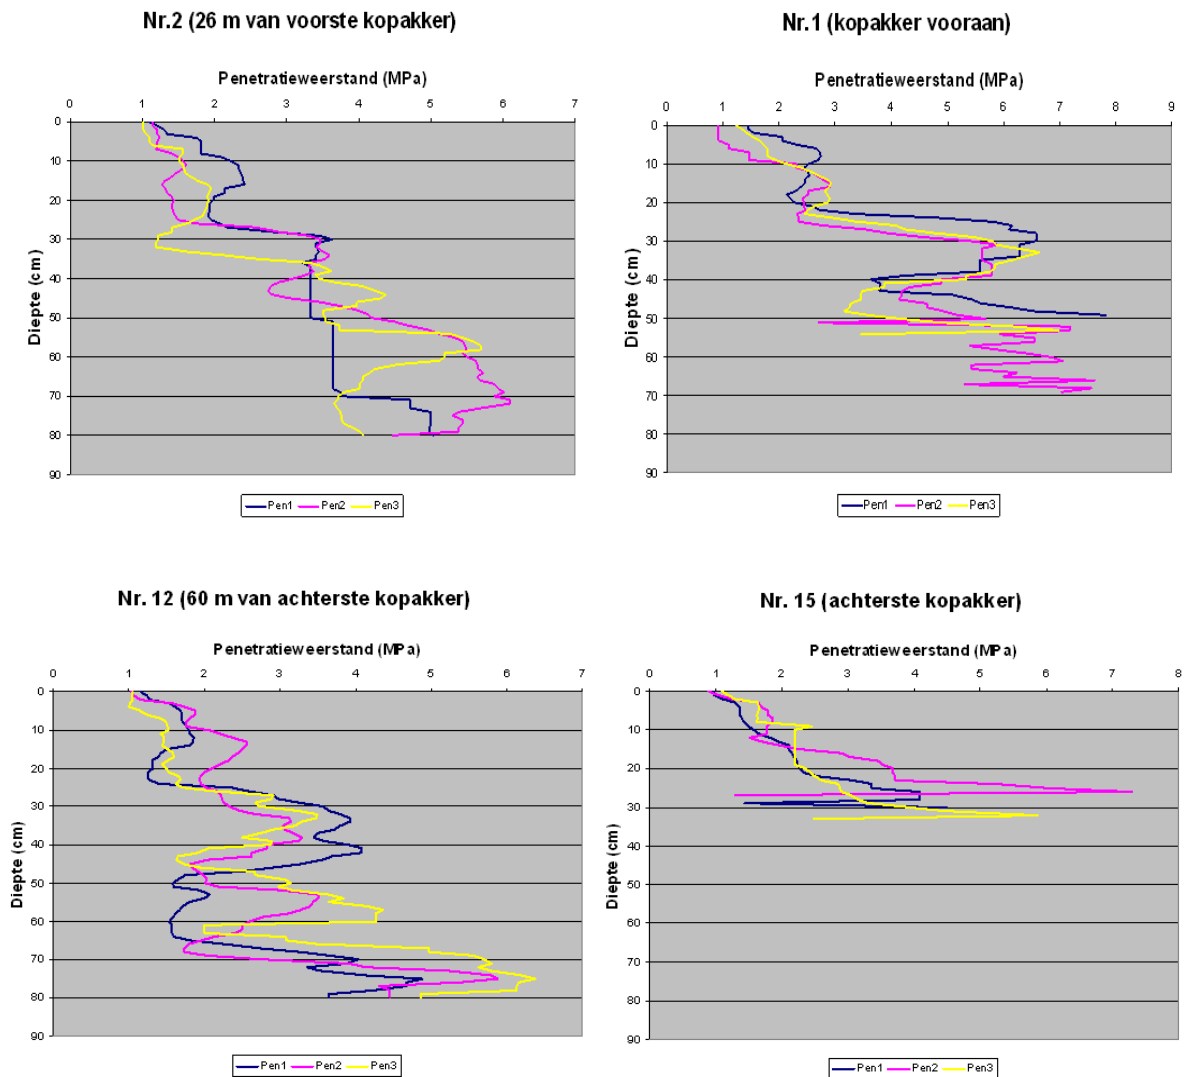 Nr.2 (26 m van voorste kopakker)
Penetratieweerstand (MPa)
0 1 2 3 4 5 6 7
0
10
20
30
40
50
60
70
80
90
Diepte (cm)
Pen1 Pen2 Pen3
Nr.1 (kopakker vooraan)
Penetratieweerstand (MPa)
0 1 2 3 4 5 6 7 8 9
0
10
20
30
40
50
60
70
80
90
Diepte (cm)
Pen1 Pen2 Pen3
Nr. 12 (60 m van achterste kopakker)
Penetratieweerstand (MPa)
0 1 2 3 4 5 6 7
0
10
20
30
40
50
60
70
80
90
Diepte (cm)
Pen1 Pen2 Pen3
Nr. 15 (achterste kopakker)
Penetratieweerstand (MPa)
0 1 2 3 4 5 6 7 8
0
10
20
30
40
50
60
70
80
90
Diepte (cm)
Pen1 Pen2 Pen3